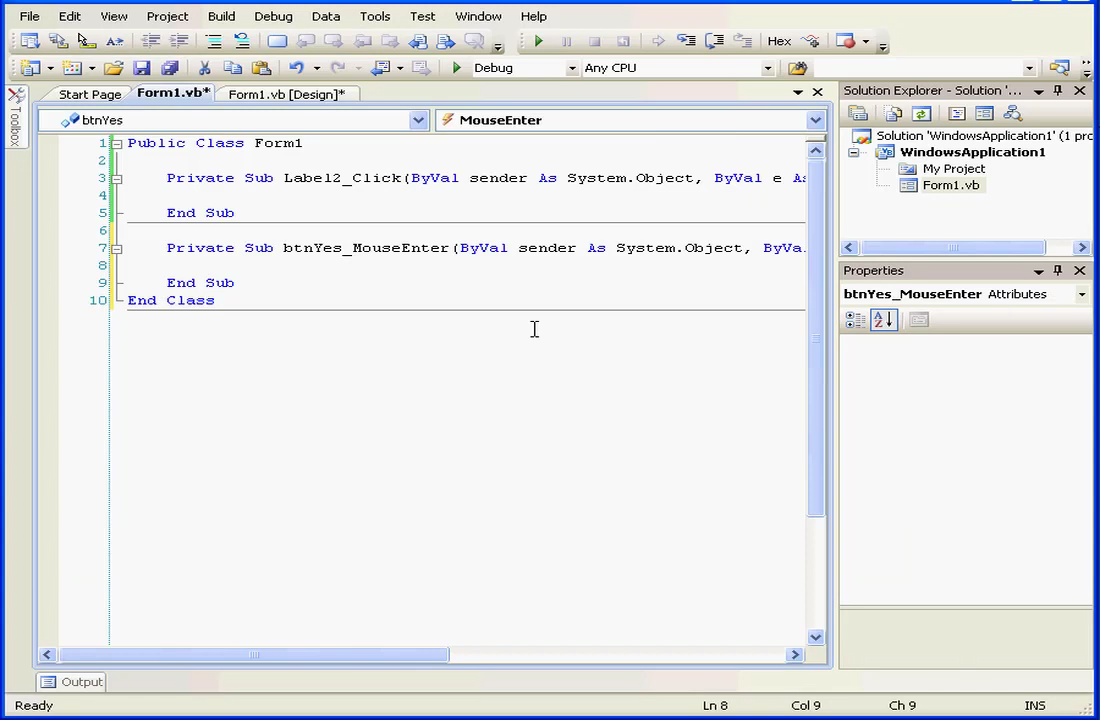 File Edit View Project Build Debug Data Tools Test Window Help
Hex
Debug Any CPU
Start Page Form1.vb* Form1.vb [Design]*
Solution Explorer - Solution '...
Toolbox
btnYes MouseEnter
Solution 'WindowsApplication1' (1 pro
WindowsApplication1
My Project
Form1.vb
1 Public Class Form1
2
3 Private Sub Label2_Click(ByVal sender As System.Object, ByVal e As
4
5 End Sub
6
7 Private Sub btnYes_MouseEnter(ByVal sender As System.Object, ByVa
8
9 End Sub
10 End Class
Properties
btnYes_MouseEnter Attributes
A
Z
Output
Ready Ln 8 Col 9 Ch 9 INS